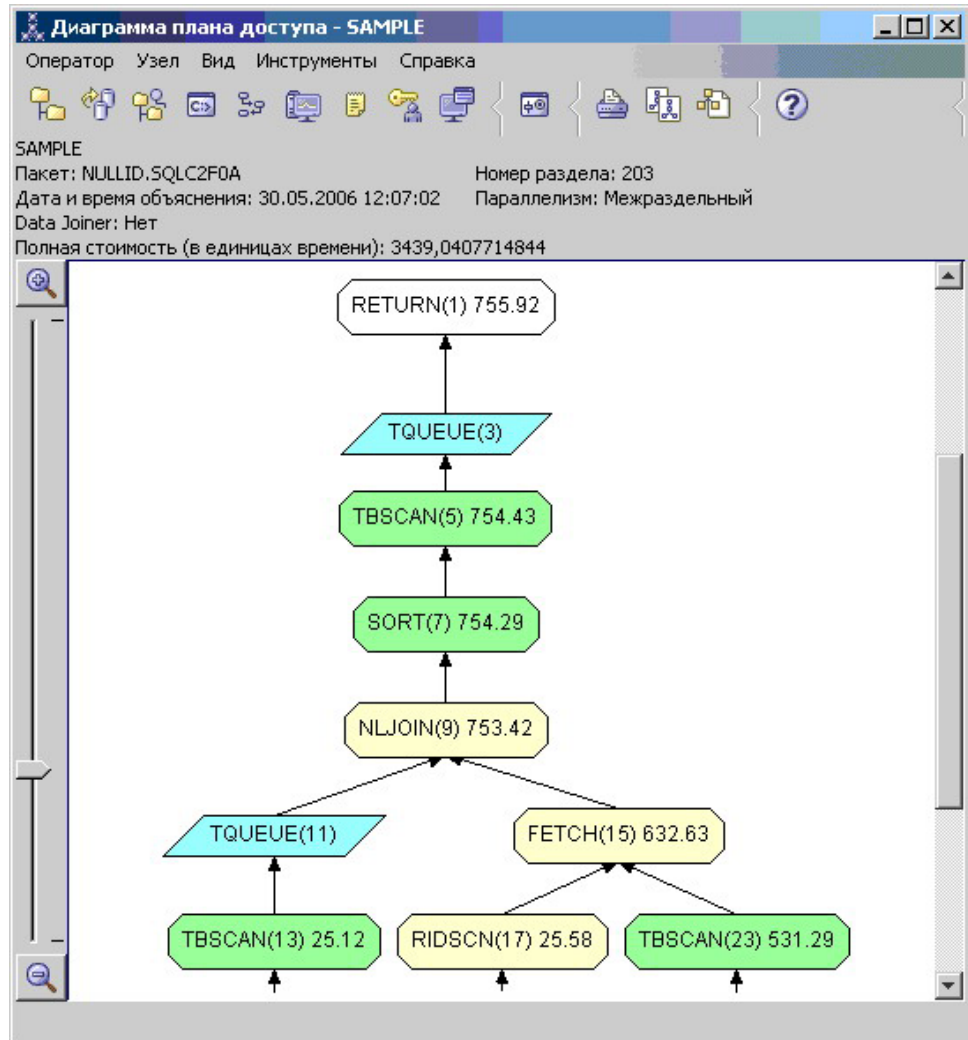 Диаграмма плана доступа - SAMPLE
Оператор Узел Вид Инструменты Справка
SAMPLE
Пакет: NULLID.SQLC2F0A Номер раздела: 203
Дата и время объяснения: 30.05.2006 12:07:02 Параллелизм: Межраздельный
Data Joiner: Нет
Полная стоимость (в единицах времени): 3439,0407714844
RETURN(1) 755.92
TQUEUE(3)
TBSCAN(5) 754.43
SORT(7) 754.29
NLJOIN(9) 753.42
TQUEUE(11) FETCH(15) 632.63
TBSCAN(13) 25.12 RIDSCN(17) 25.58 TBSCAN(23) 531.29